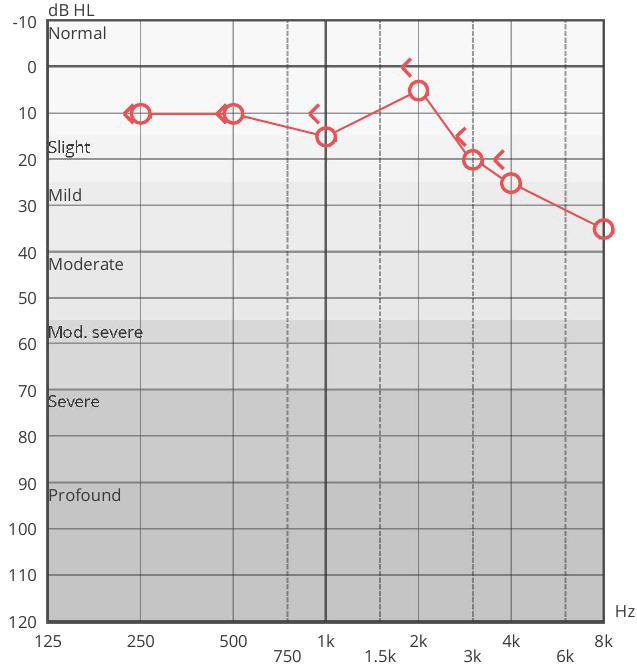 dB HL
-10
Normal
0
10
Slight
20
Mild
30
40
Moderate
50
Mod. severe
60
70
Severe
80
90
Profound
100
110
120
Hz
125 250 500 1k 2k 4k 8k
750 1.5k 3k 6k